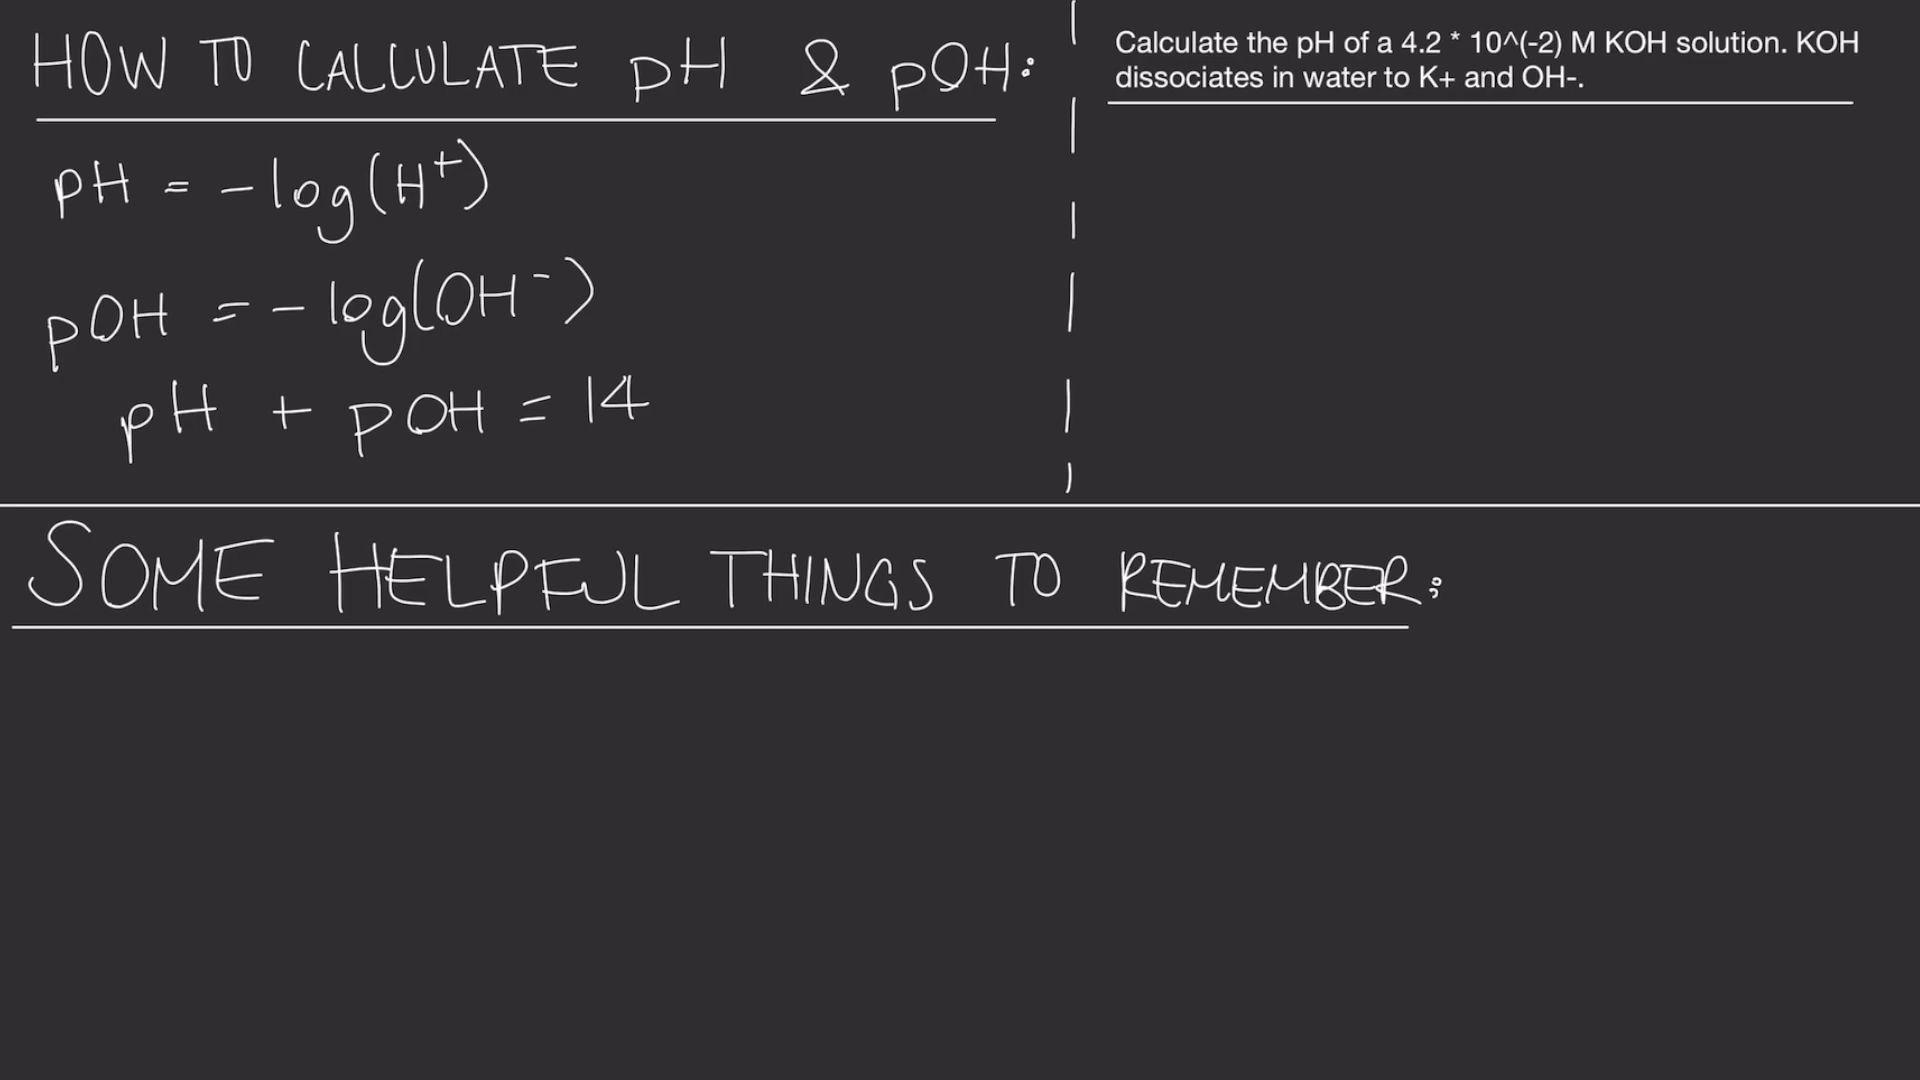 HOW TO CALCULATE pH & pOH:
pH = -log(H⁺)
pOH = -log(OH⁻)
pH + pOH = 14
Calculate the pH of a 4.2 * 10^(-2) M KOH solution. KOH
dissociates in water to K+ and OH-.
SOME HELPFUL THINGS TO REMEMBER: